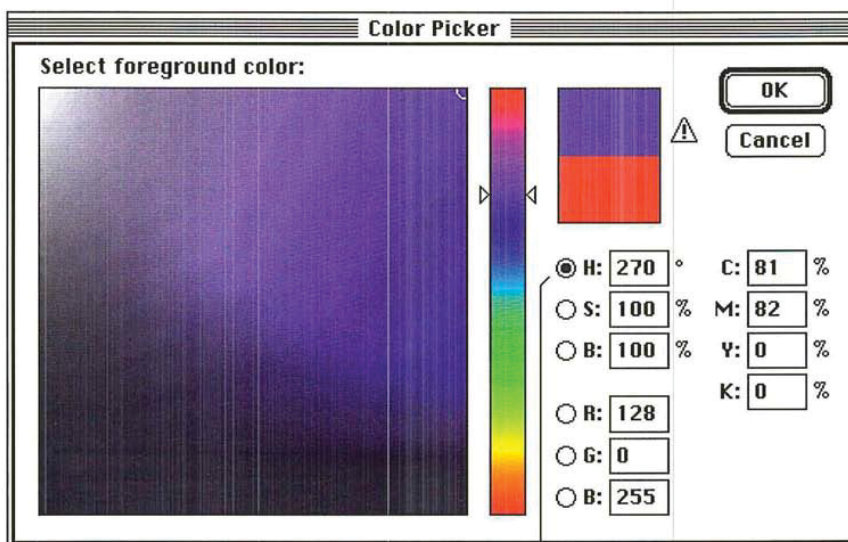 Color Picker
Select foreground color:
OK
Cancel
H: 270 °
S: 100 %
B: 100 %
R: 128
G: 0
B: 255
C: 81 %
M: 82 %
Y: 0 %
K: 0 %